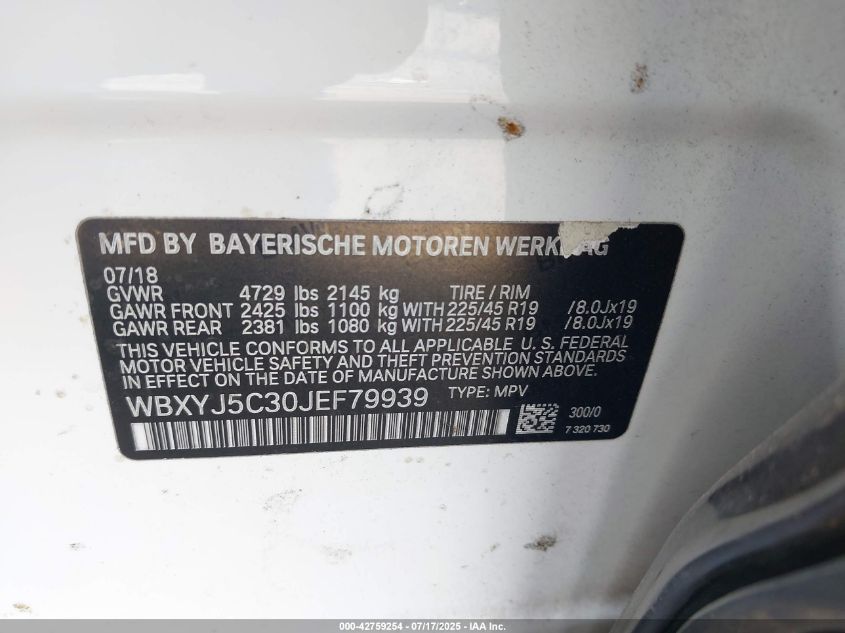 MFD BY BAYERISCHE MOTOREN WERKE AG
07/18
GVWR 4729 lbs 2145 kg TIRE / RIM
GAWR FRONT 2425 lbs 1100 kg WITH 225/45 R19 /8.0Jx19
GAWR REAR 2381 lbs 1080 kg WITH 225/45 R19 /8.0Jx19
THIS VEHICLE CONFORMS TO ALL APPLICABLE U. S. FEDERAL
MOTOR VEHICLE SAFETY AND THEFT PREVENTION STANDARDS
IN EFFECT ON THE DATE OF MANUFACTURE SHOWN ABOVE.
WBXYJ5C30JEF79939 TYPE: MPV
300/0
7 320 730
000-42759254 - 07/17/2025 - IAA Inc.